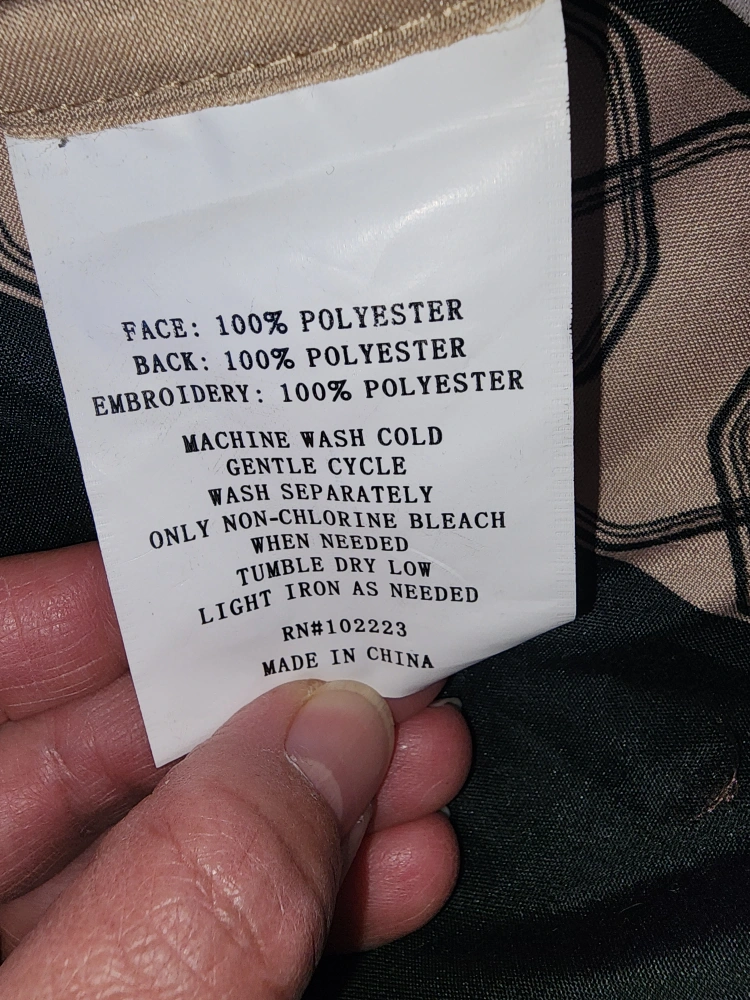 FACE: 100% POLYESTER
BACK: 100% POLYESTER
EMBROIDERY: 100% POLYESTER
MACHINE WASH COLD
GENTLE CYCLE
WASH SEPARATELY
ONLY NON-CHLORINE BLEACH
WHEN NEEDED
TUMBLE DRY LOW
LIGHT IRON AS NEEDED
RN#102223
MADE IN CHINA